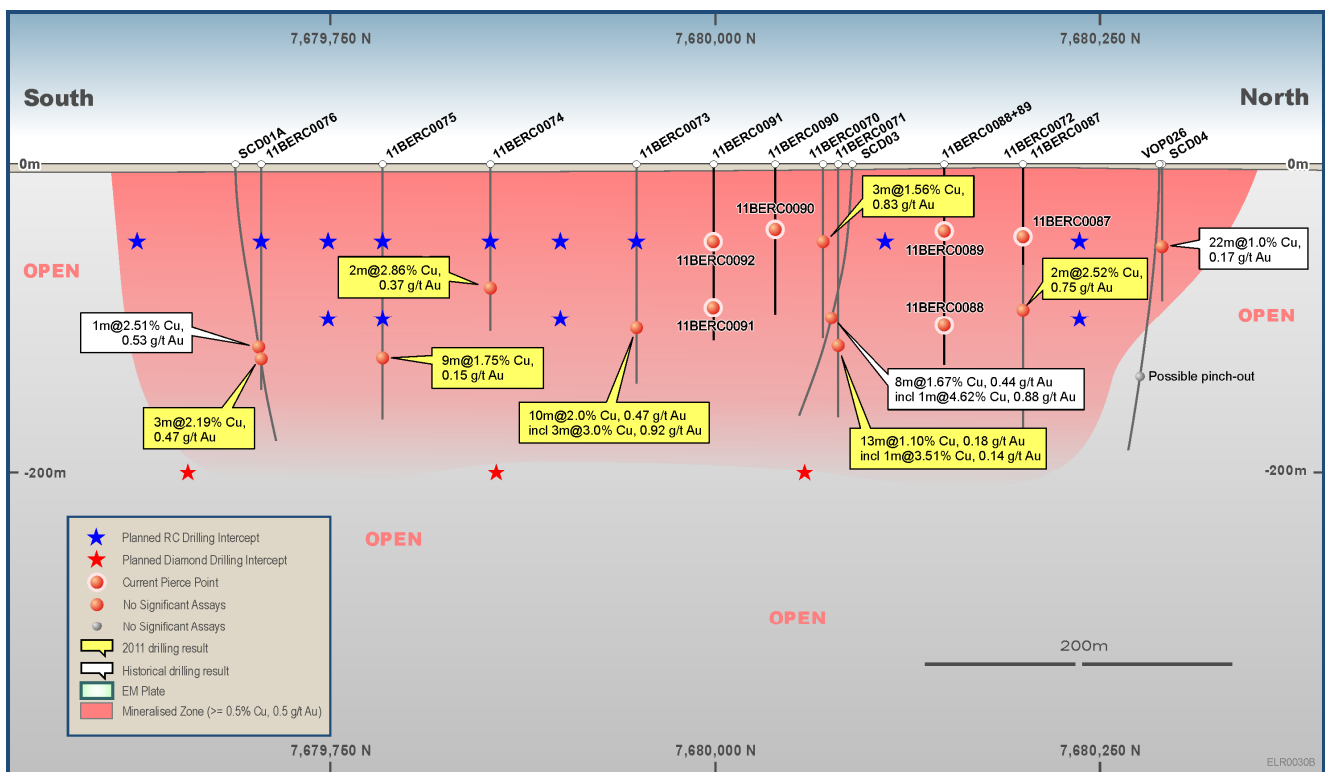 7,679,750 N
7,680,000 N
7,680,250 N
South
North
SCD01A
11BERC0076
11BERC0075
11BERC0074
11BERC0073
11BERC0091
11BERC0090
11BERC0070
11BERC0071
SCD03
11BERC0088+89
11BERC0072
11BERC0087
VOP026
SCD04
0m
0m
3m@1.56% Cu,
0.83 g/t Au
11BERC0090
11BERC0087
22m@1.0% Cu,
0.17 g/t Au
11BERC0092
11BERC0089
OPEN
2m@2.86% Cu,
0.37 g/t Au
2m@2.52% Cu,
0.75 g/t Au
11BERC0088
OPEN
1m@2.51% Cu,
0.53 g/t Au
11BERC0091
9m@1.75% Cu,
0.15 g/t Au
8m@1.67% Cu, 0.44 g/t Au
incl 1m@4.62% Cu, 0.88 g/t Au
Possible pinch-out
3m@2.19% Cu,
0.47 g/t Au
10m@2.0% Cu, 0.47 g/t Au
incl 3m@3.0% Cu, 0.92 g/t Au
13m@1.10% Cu, 0.18 g/t Au
incl 1m@3.51% Cu, 0.14 g/t Au
-200m
-200m
OPEN
OPEN
Planned RC Drilling Intercept
Planned Diamond Drilling Intercept
Current Pierce Point
No Significant Assays
No Significant Assays
2011 drilling result
Historical drilling result
EM Plate
Mineralised Zone (>= 0.5% Cu, 0.5 g/t Au)
200m
7,679,750 N
7,680,000 N
7,680,250 N
ELR0030B